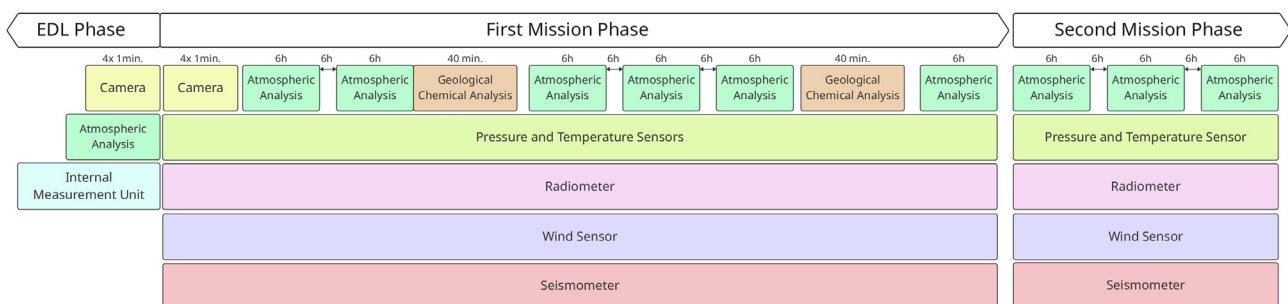 EDL Phase
First Mission Phase
Second Mission Phase
4x 1min.
4x 1min.
6h
6h
6h
40 min.
6h
6h
6h
6h
6h
40 min.
6h
6h
6h
6h
6h
6h
Camera
Camera
Atmospheric
Analysis
Atmospheric
Analysis
Geological
Chemical Analysis
Atmospheric
Analysis
Atmospheric
Analysis
Atmospheric
Analysis
Geological
Chemical Analysis
Atmospheric
Analysis
Atmospheric
Analysis
Atmospheric
Analysis
Atmospheric
Analysis
Atmospheric
Analysis
Pressure and Temperature Sensors
Pressure and Temperature Sensor
Internal
Measurement Unit
Radiometer
Radiometer
Wind Sensor
Wind Sensor
Seismometer
Seismometer